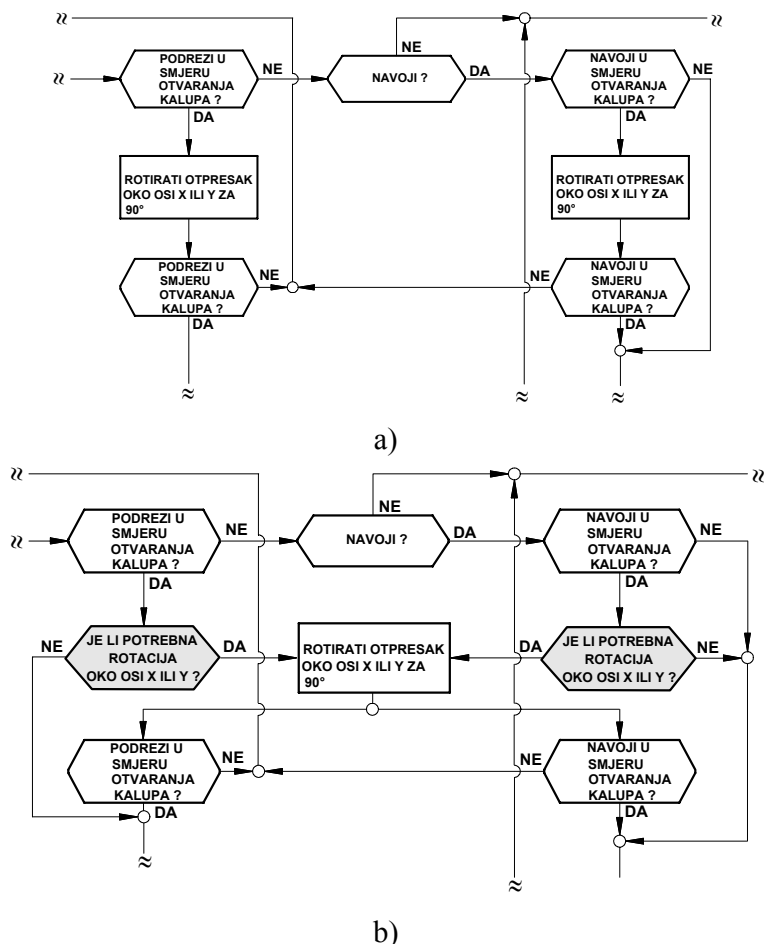 PODREZI U
SMJERU
OTVARANJA
KALUPA ?
NE
DA
NAVOJI ?
NE
DA
NAVOJI U
SMJERU
OTVARANJA
KALUPA ?
NE
DA
ROTIRATI OTPRESAK
OKO OSI X ILI Y ZA
90°
ROTIRATI OTPRESAK
OKO OSI X ILI Y ZA
90°
PODREZI U
SMJERU
OTVARANJA
KALUPA ?
NE
DA
NAVOJI U
SMJERU
OTVARANJA
KALUPA ?
NE
DA
a)
PODREZI U
SMJERU
OTVARANJA
KALUPA ?
NE
DA
NAVOJI ?
NE
DA
NAVOJI U
SMJERU
OTVARANJA
KALUPA ?
NE
DA
JE LI POTREBNA
ROTACIJA
OKO OSI X ILI Y ?
NE
DA
ROTIRATI OTPRESAK
OKO OSI X ILI Y ZA
90°
JE LI POTREBNA
ROTACIJA
OKO OSI X ILI Y ?
DA
NE
PODREZI U
SMJERU
OTVARANJA
KALUPA ?
NE
DA
NAVOJI U
SMJERU
OTVARANJA
KALUPA ?
NE
DA
b)